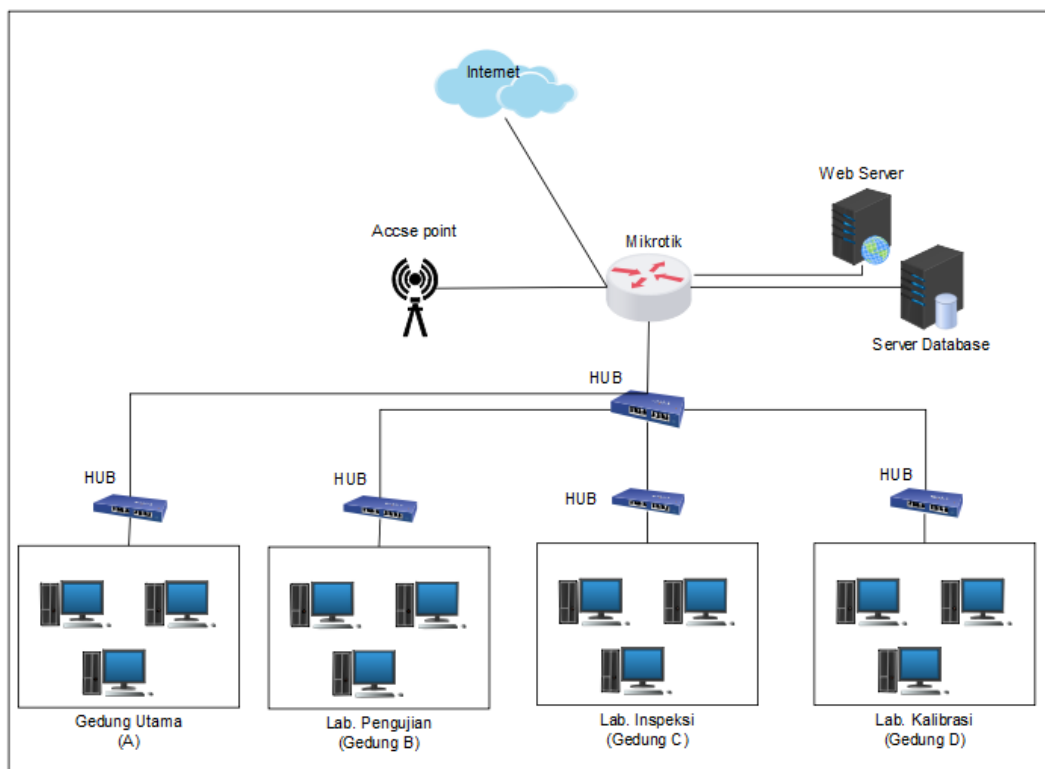 Internet
Web Server
Accse point
Mikrotik
Server Database
HUB
HUB
HUB
HUB
HUB
Gedung Utama
(A)
Lab. Pengujian
(Gedung B)
Lab. Inspeksi
(Gedung C)
Lab. Kalibrasi
(Gedung D)